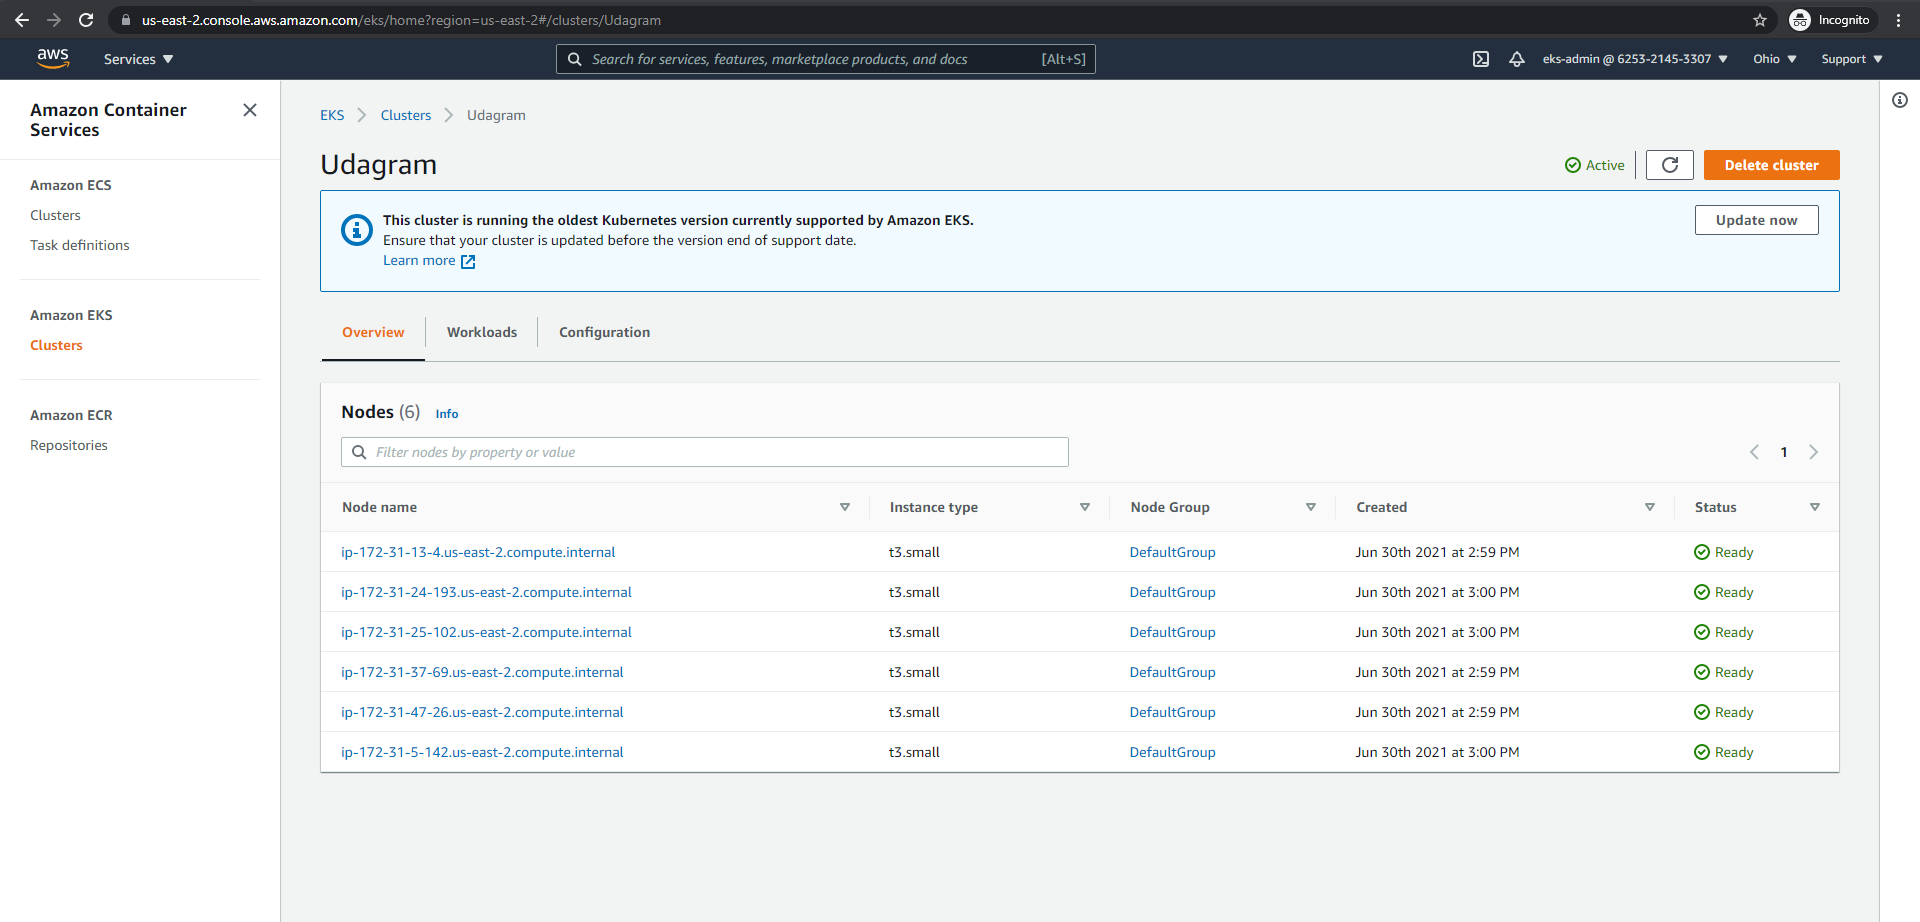 us-east-2.console.aws.amazon.com/eks/home?region=us-east-2#/clusters/Udagram
Incognito
aws
Services
Search for services, features, marketplace products, and docs
[Alt+S]
eks-admin @ 6253-2145-3307
Ohio
Support
Amazon Container
Services
Amazon ECS
Clusters
Task definitions
Amazon EKS
Clusters
Amazon ECR
Repositories
EKS
Clusters
Udagram
Udagram
Active
Delete cluster
This cluster is running the oldest Kubernetes version currently supported by Amazon EKS.
Ensure that your cluster is updated before the version end of support date.
Learn more
Update now
Overview
Workloads
Configuration
Nodes (6) Info
Filter nodes by property or value
1
Node name Instance type Node Group Created Status
ip-172-31-13-4.us-east-2.compute.internal t3.small DefaultGroup Jun 30th 2021 at 2:59 PM Ready
ip-172-31-24-193.us-east-2.compute.internal t3.small DefaultGroup Jun 30th 2021 at 3:00 PM Ready
ip-172-31-25-102.us-east-2.compute.internal t3.small DefaultGroup Jun 30th 2021 at 3:00 PM Ready
ip-172-31-37-69.us-east-2.compute.internal t3.small DefaultGroup Jun 30th 2021 at 2:59 PM Ready
ip-172-31-47-26.us-east-2.compute.internal t3.small DefaultGroup Jun 30th 2021 at 2:59 PM Ready
ip-172-31-5-142.us-east-2.compute.internal t3.small DefaultGroup Jun 30th 2021 at 3:00 PM Ready